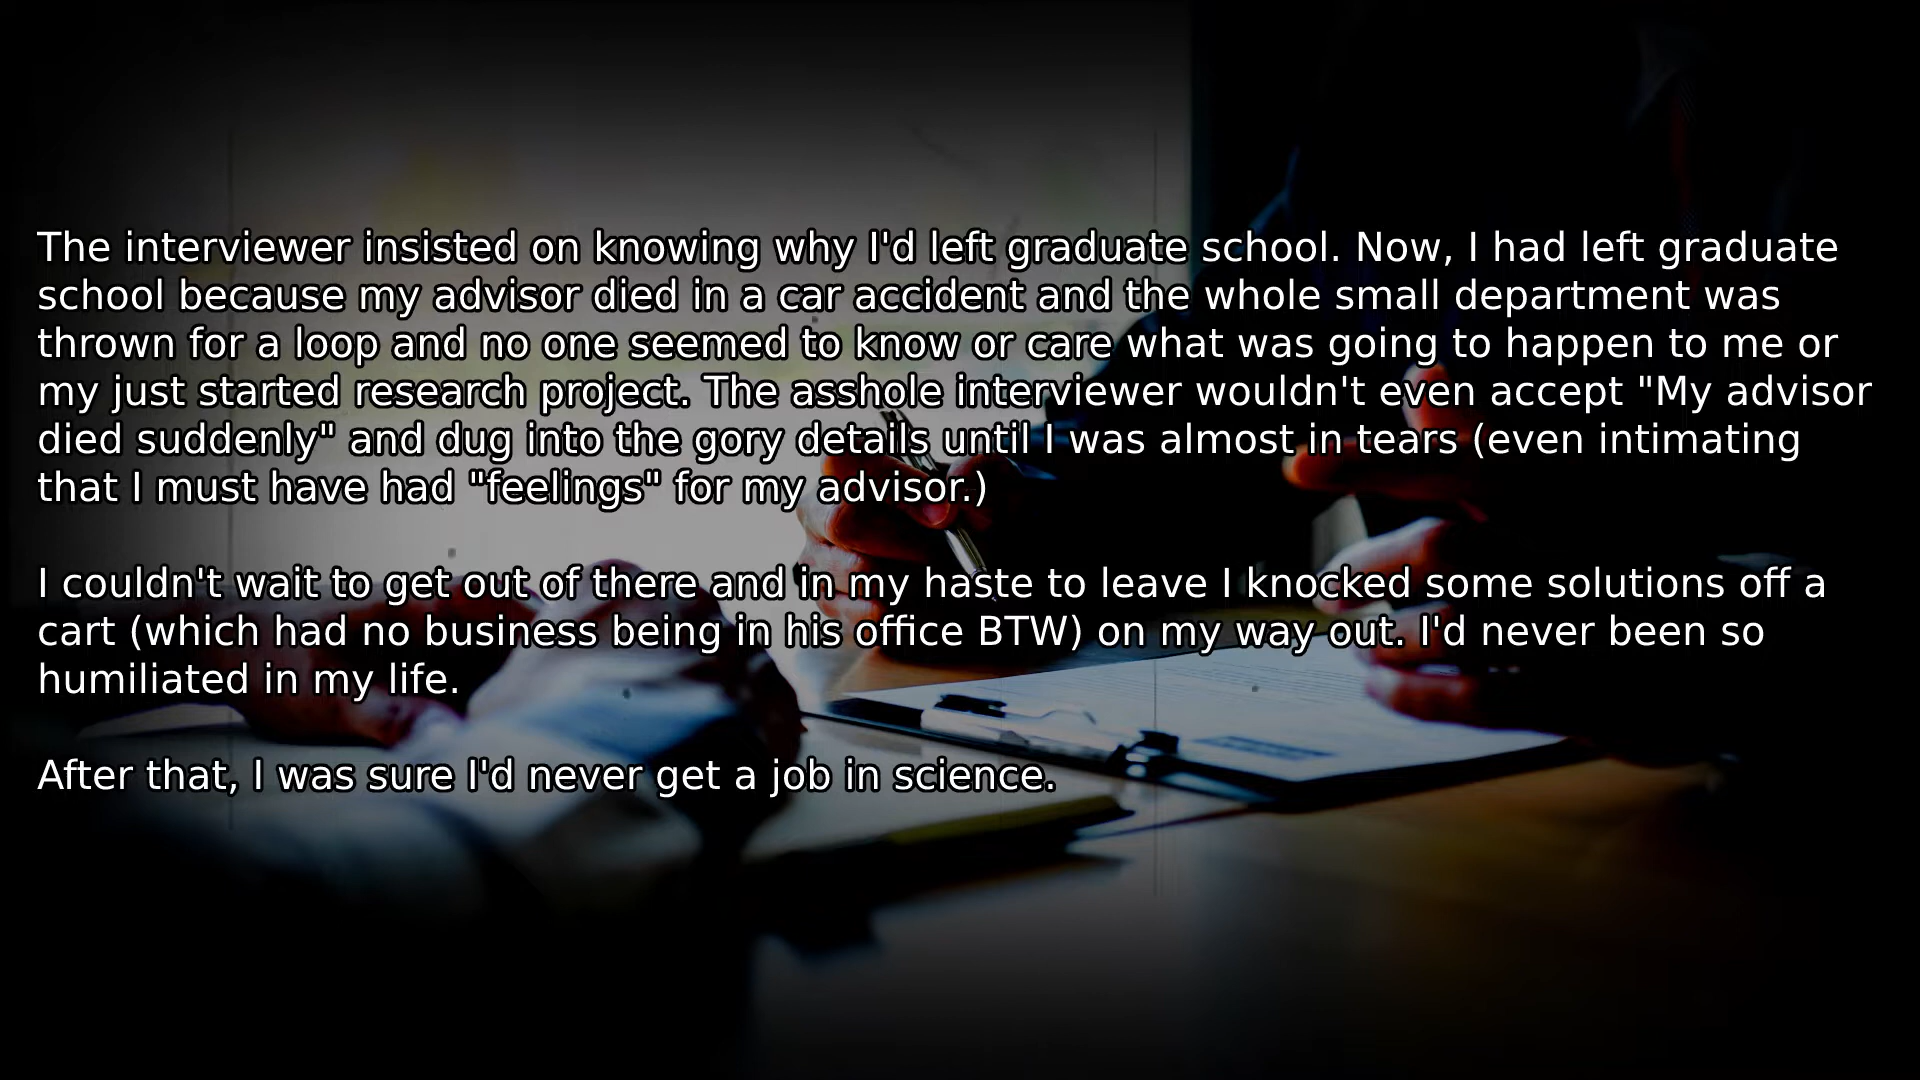 The interviewer insisted on knowing why I'd left graduate school. Now, I had left graduate
school because my advisor died in a car accident and the whole small department was
thrown for a loop and no one seemed to know or care what was going to happen to me or
my just started research project. The asshole interviewer wouldn't even accept "My advisor
died suddenly" and dug into the gory details until I was almost in tears (even intimating
that I must have had "feelings" for my advisor.)
I couldn't wait to get out of there and in my haste to leave I knocked some solutions off a
cart (which had no business being in his office BTW) on my way out. I'd never been so
humiliated in my life.
After that, I was sure I'd never get a job in science.